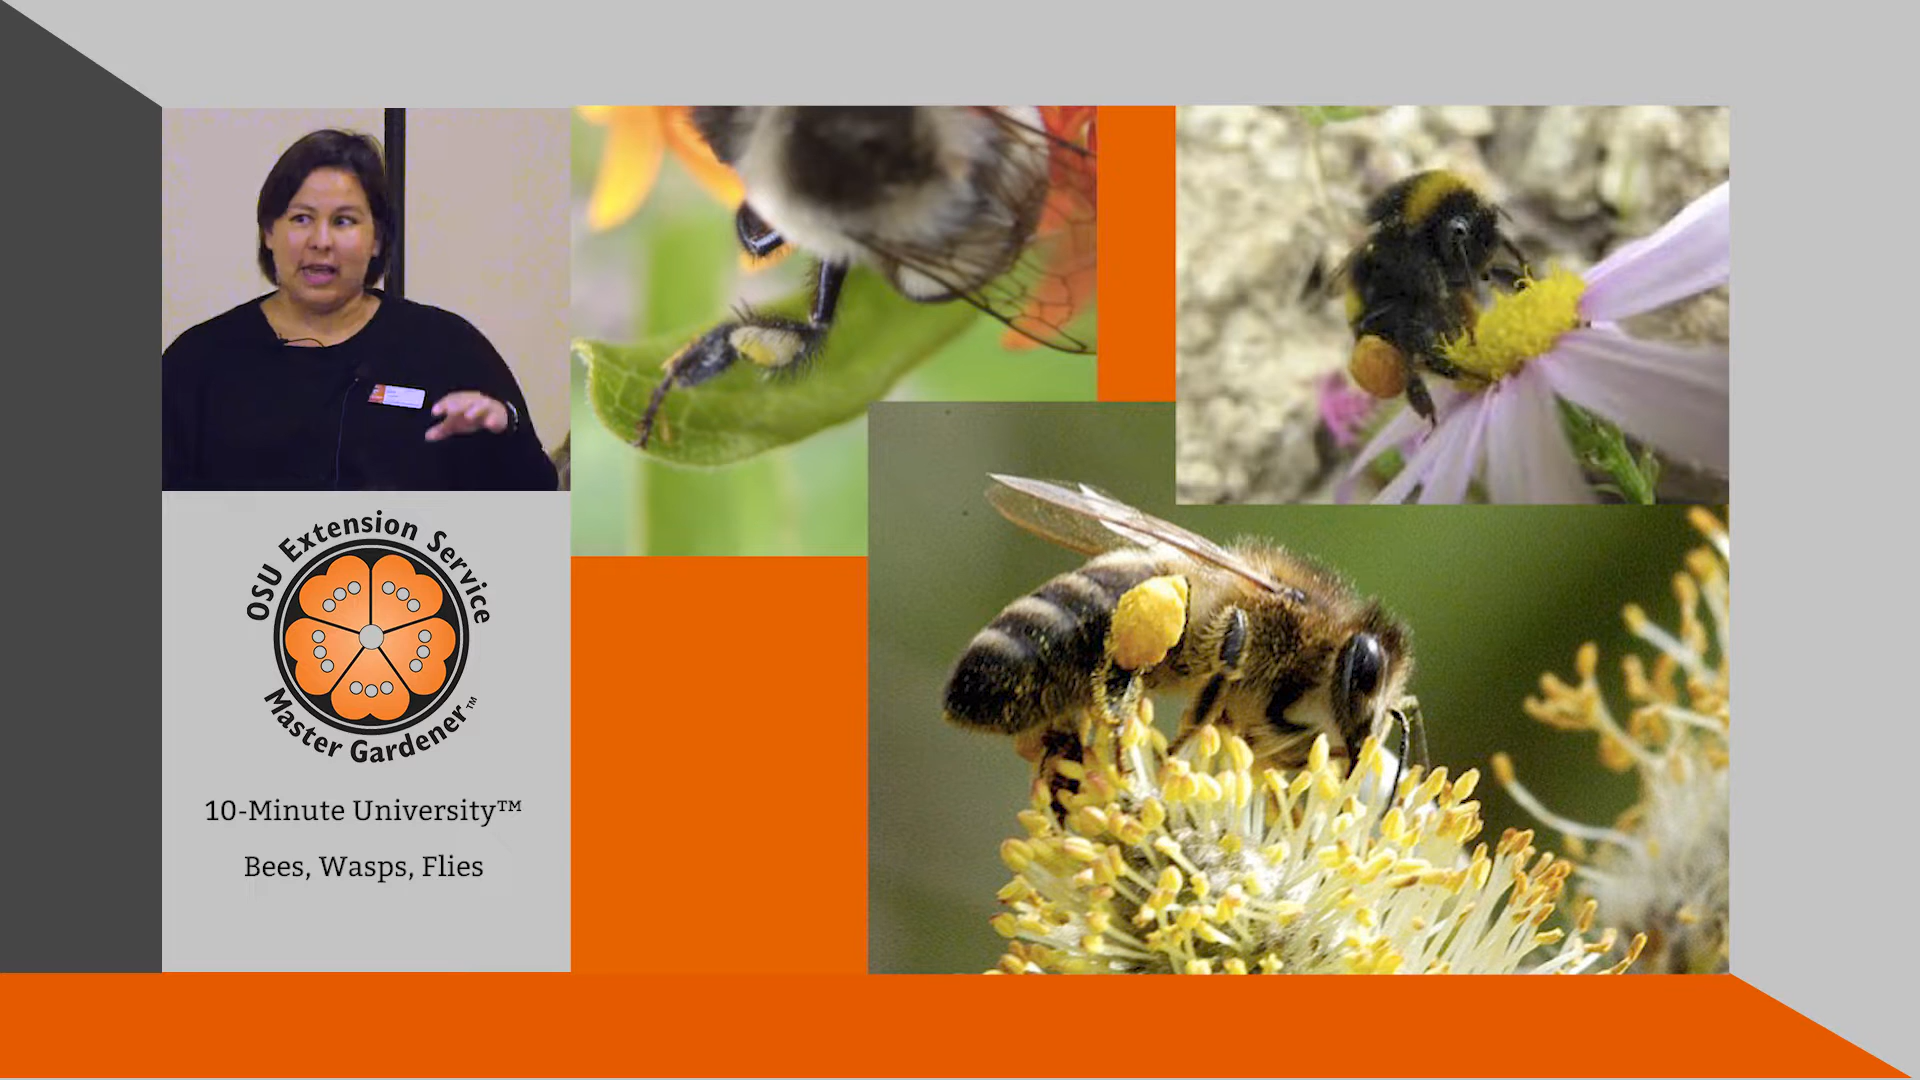 OSU Extension Service
Master Gardener™
10-Minute University™
Bees, Wasps, Flies